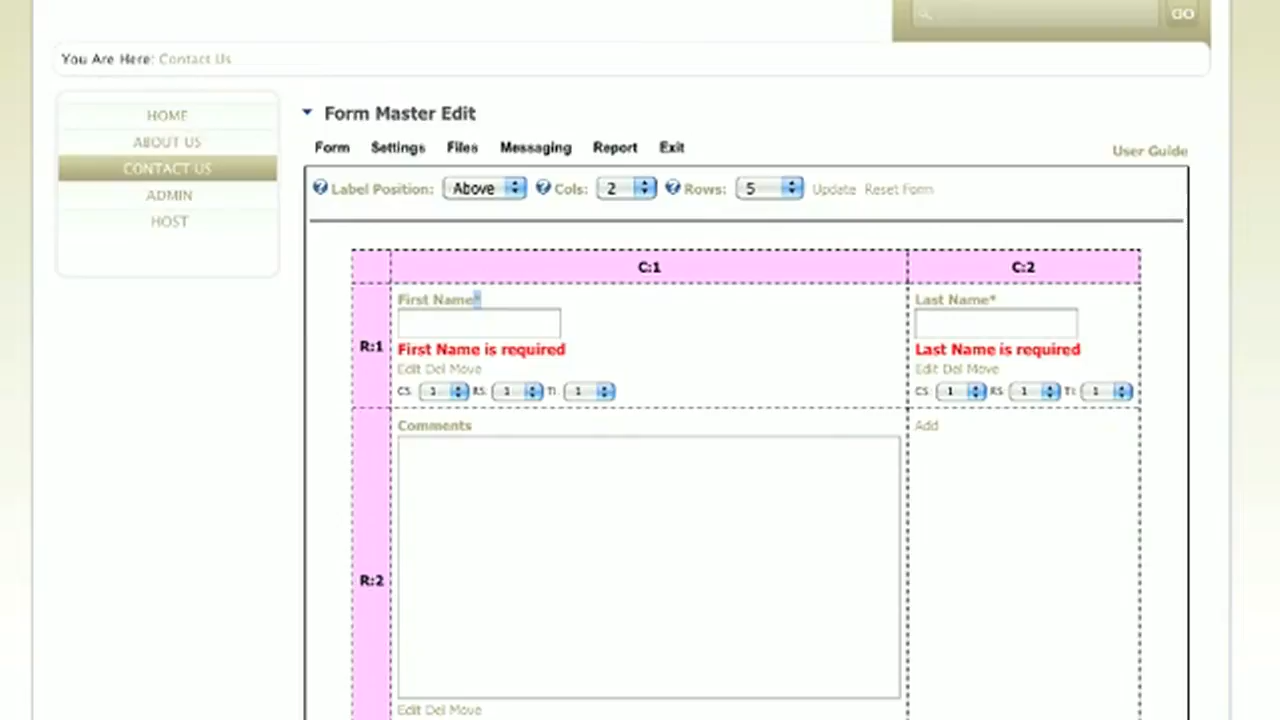 GO
You Are Here: Contact Us
HOME
ABOUT US
CONTACT US
ADMIN
HOST
Form Master Edit
Form Settings Files Messaging Report Exit
User Guide
Label Position: Above Cols: 2 Rows: 5 Update Reset Form
C:1 C:2
R:1
First Name*
First Name is required
Edit Del Move
CS: 1 RS: 1 TI: 1
Last Name*
Last Name is required
Edit Del Move
CS: 1 RS: 1 TI: 1
R:2
Comments
Edit Del Move
Add